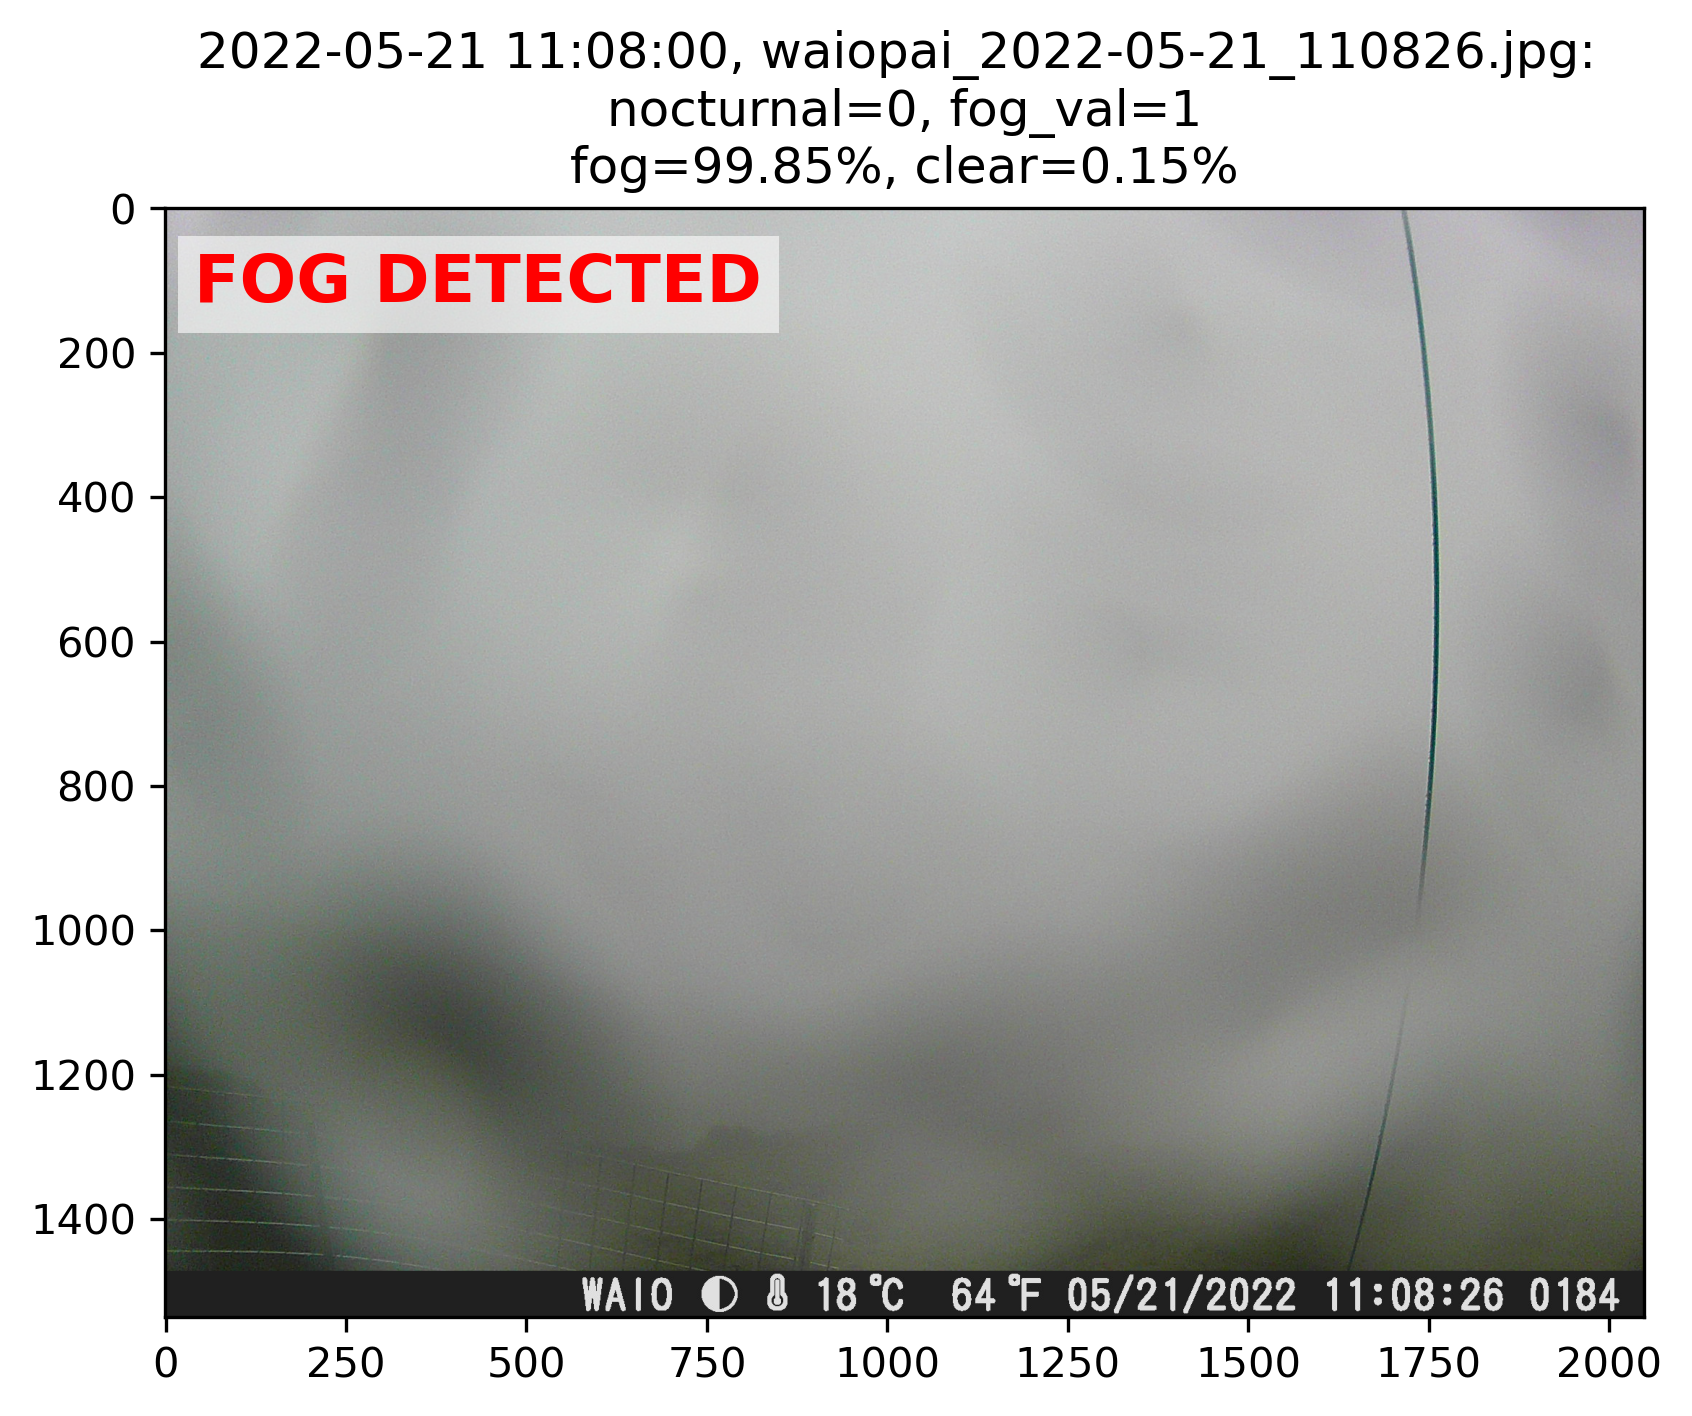 2022-05-21 11:08:00, waiopai_2022-05-21_110826.jpg:
nocturnal=0, fog_val=1
fog=99.85%, clear=0.15%
0
FOG DETECTED
200
400
600
800
1000
1200
1400
WAIO 18°C 64°F 05/21/2022 11:08:26 0184
0 250 500 750 1000 1250 1500 1750 2000